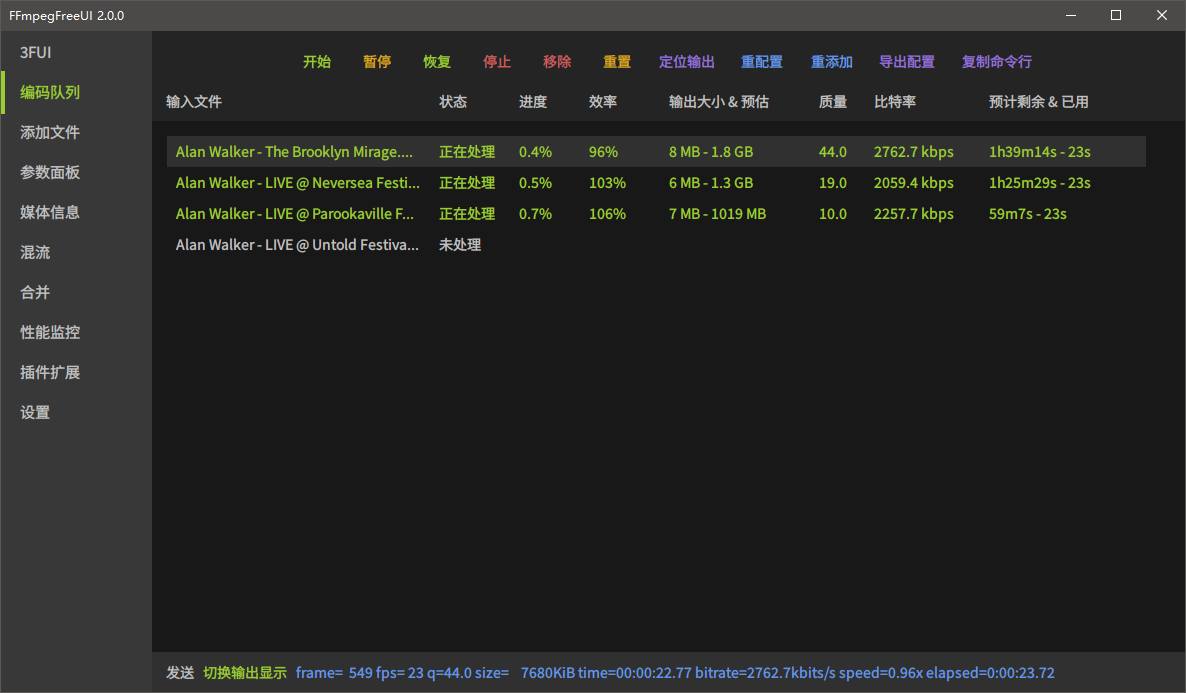 FFmpegFreeUI 2.0.0
3FUI
编码队列
添加文件
参数面板
媒体信息
混流
合并
性能监控
插件扩展
设置
开始 暂停 恢复 停止 移除 重置 定位输出 重配置 重添加 导出配置 复制命令行
输入文件 状态 进度 效率 输出大小 & 预估 质量 比特率 预计剩余 & 已用
Alan Walker - The Brooklyn Mirage.... 正在处理 0.4% 96% 8 MB - 1.8 GB 44.0 2762.7 kbps 1h39m14s - 23s
Alan Walker - LIVE @ Neversea Festi... 正在处理 0.5% 103% 6 MB - 1.3 GB 19.0 2059.4 kbps 1h25m29s - 23s
Alan Walker - LIVE @ Parookaville F... 正在处理 0.7% 106% 7 MB - 1019 MB 10.0 2257.7 kbps 59m7s - 23s
Alan Walker - LIVE @ Untold Festiva... 未处理
发送 切换输出显示 frame= 549 fps= 23 q=44.0 size= 7680KiB time=00:00:22.77 bitrate=2762.7kbits/s speed=0.96x elapsed=0:00:23.72